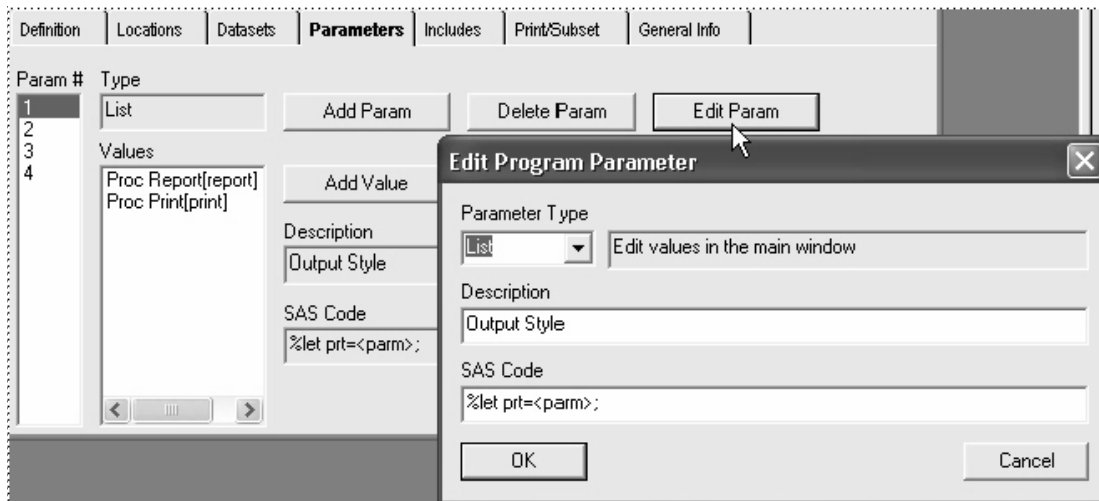 Definition Locations Datasets Parameters Includes Print/Subset General Info
Param # Type
1 List Add Param Delete Param Edit Param
2
3 Values
4 Proc Report[report] Add Value
Proc Print[print]
Description
Output Style
SAS Code
%let prt=<parm>;
Edit Program Parameter
Parameter Type
List Edit values in the main window
Description
Output Style
SAS Code
%let prt=<parm>;
OK Cancel